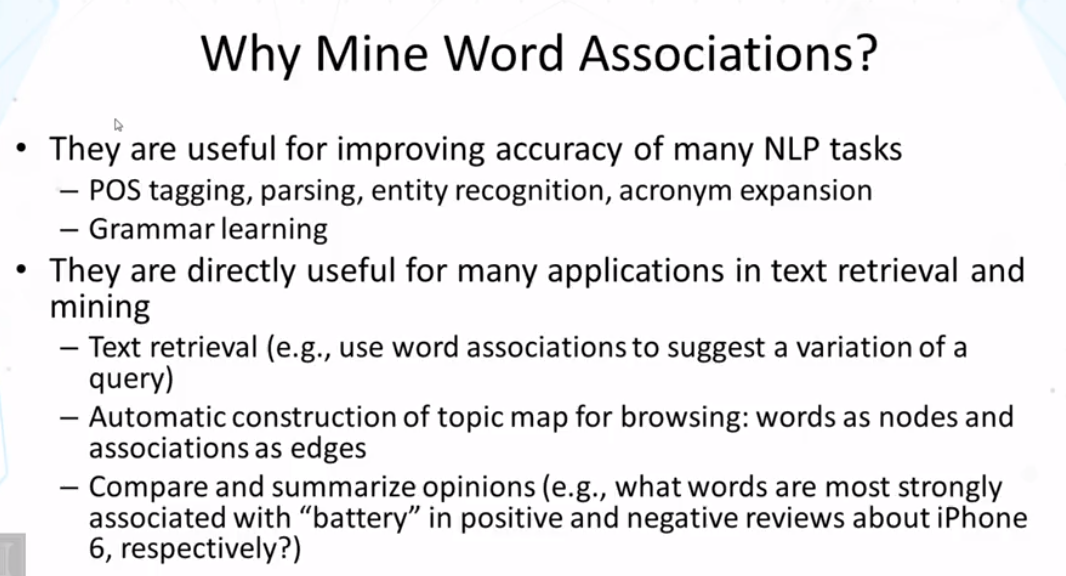 Why Mine Word Associations?
• They are useful for improving accuracy of many NLP tasks
– POS tagging, parsing, entity recognition, acronym expansion
– Grammar learning
• They are directly useful for many applications in text retrieval and
mining
– Text retrieval (e.g., use word associations to suggest a variation of a
query)
– Automatic construction of topic map for browsing: words as nodes and
associations as edges
– Compare and summarize opinions (e.g., what words are most strongly
associated with “battery” in positive and negative reviews about iPhone
6, respectively?)